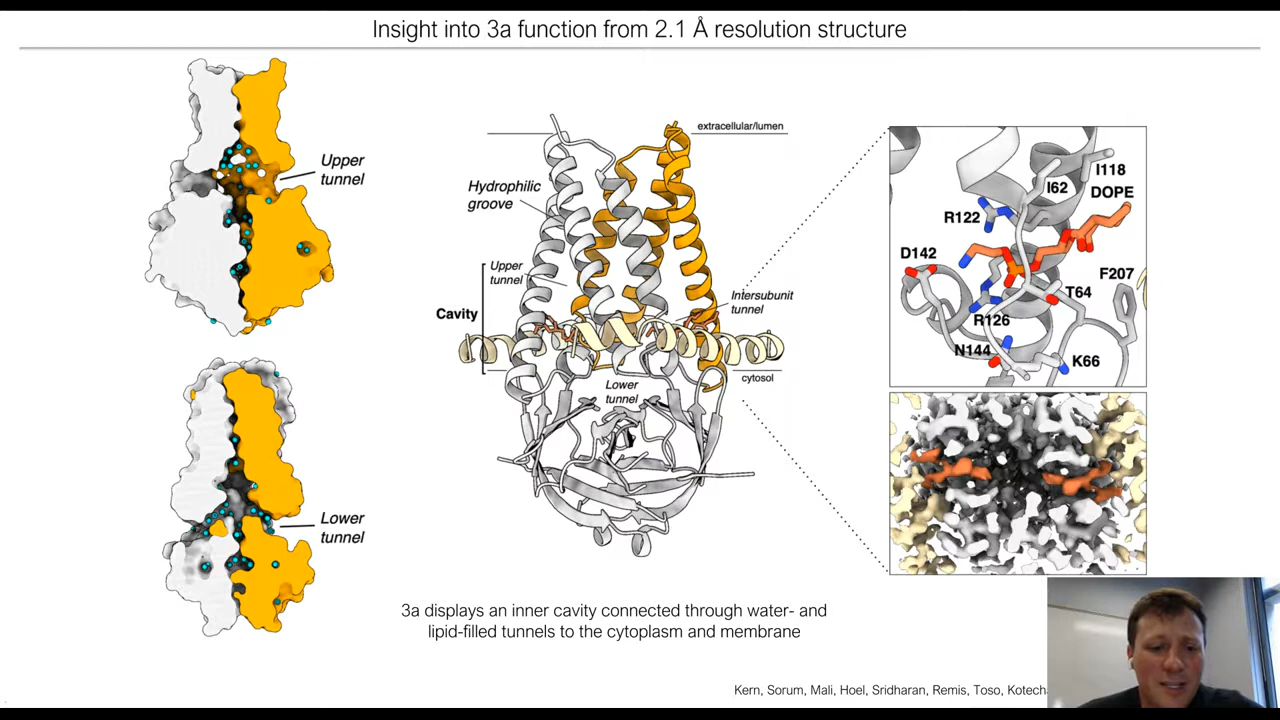 Insight into 3a function from 2.1 Å resolution structure
Upper
tunnel
Lower
tunnel
extracellular/lumen
Hydrophilic
groove
Upper
tunnel
Cavity
Intersubunit
tunnel
cytosol
Lower
tunnel
I118
I62
DOPE
R122
D142
F207
T64
R126
N144
K66
3a displays an inner cavity connected through water- and
lipid-filled tunnels to the cytoplasm and membrane
Kern, Sorum, Mali, Hoel, Sridharan, Remis, Toso, Kotech